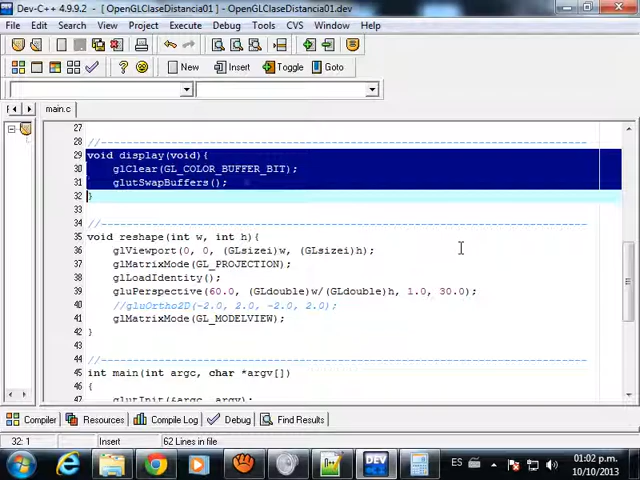 Dev-C++ 4.9.9.2 - [ OpenGLClaseDistancia01 ] - OpenGLClaseDistancia01.dev
File Edit Search View Project Execute Debug Tools CVS Window Help
New Insert Toggle Goto
main.c
27
28 //
29 void display(void){
30 glClear(GL_COLOR_BUFFER_BIT);
31 glutSwapBuffers();
32 }
33
34 //
35 void reshape(int w, int h){
36 glViewport(0, 0, (GLsizei)w, (GLsizei)h);
37 glMatrixMode(GL_PROJECTION);
38 glLoadIdentity();
39 gluPerspective(60.0, (GLdouble)w/(GLdouble)h, 1.0, 30.0);
40 //gluOrtho2D(-2.0, 2.0, -2.0, 2.0);
41 glMatrixMode(GL_MODELVIEW);
42 }
43
44 //
45 int main(int argc, char *argv[])
46 {
47 glutInit(&argc, argv);
Compiler Resources Compile Log Debug Find Results
32: 1 Insert 62 Lines in file
DEV ES 01:02 p.m.
10/10/2013